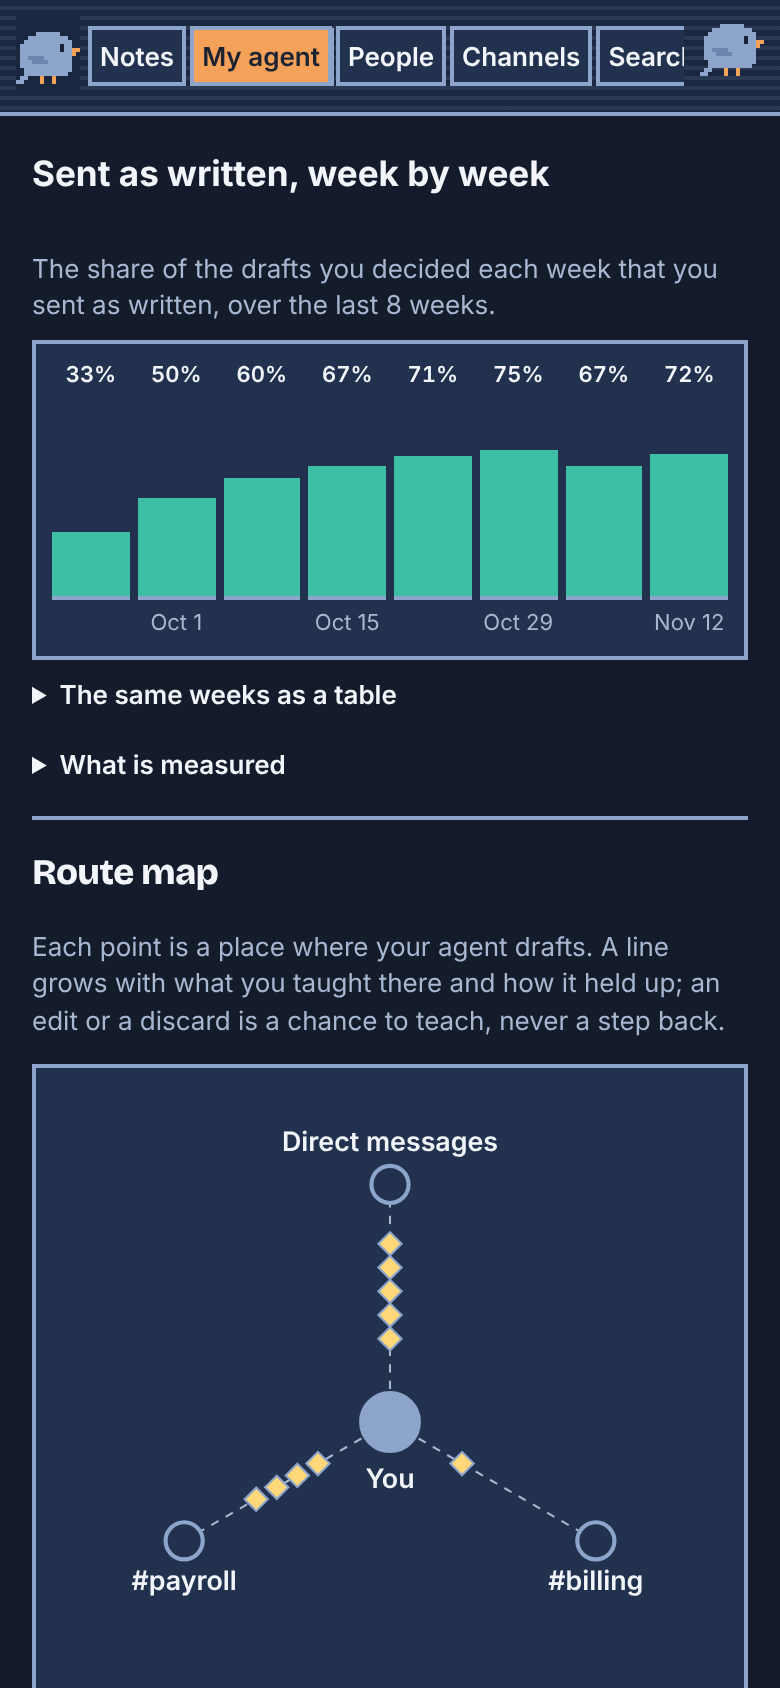 Notes
My agent
People
Channels
Search
Sent as written, week by week
The share of the drafts you decided each week that you
sent as written, over the last 8 weeks.
33% 50% 60% 67% 71% 75% 67% 72%
Oct 1 Oct 15 Oct 29 Nov 12
The same weeks as a table
What is measured
Route map
Each point is a place where your agent drafts. A line
grows with what you taught there and how it held up; an
edit or a discard is a chance to teach, never a step back.
Direct messages
You
#payroll
#billing